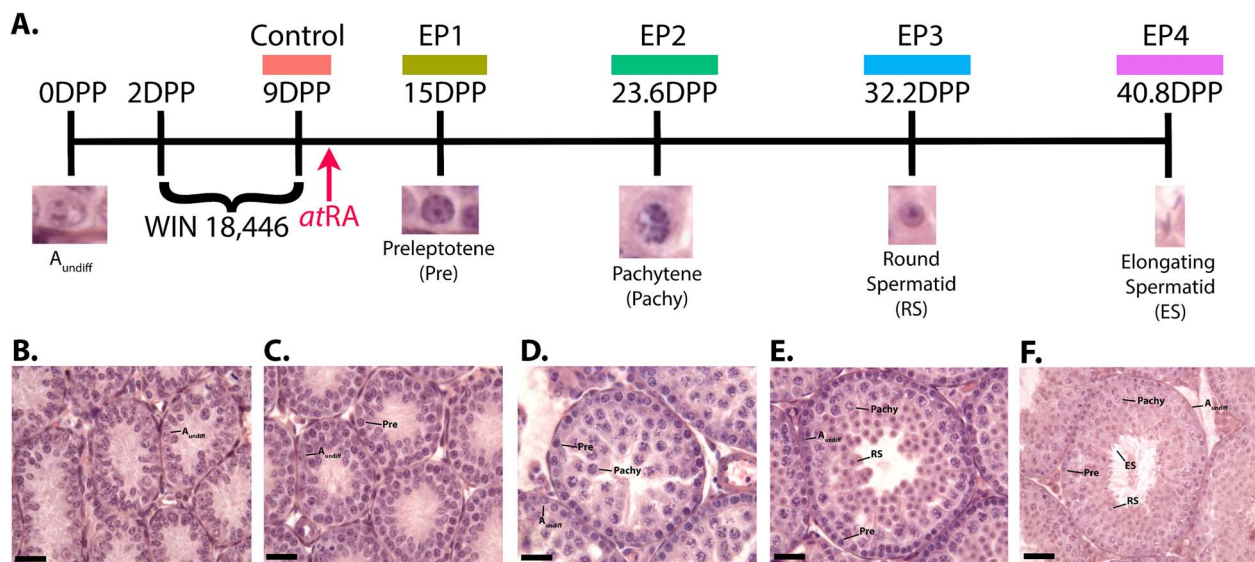 A.
Control
EP1
EP2
EP3
EP4
0DPP
2DPP
9DPP
15DPP
23.6DPP
32.2DPP
40.8DPP
WIN 18,446
atRA
Aundiff
Preleptotene
(Pre)
Pachytene
(Pachy)
Round
Spermatid
(RS)
Elongating
Spermatid
(ES)
B.
Aundiff
C.
Pre
Aundiff
D.
Pre
Pachy
Aundiff
E.
Pachy
Aundiff
RS
Pre
F.
Pachy
Aundiff
Pre
ES
RS